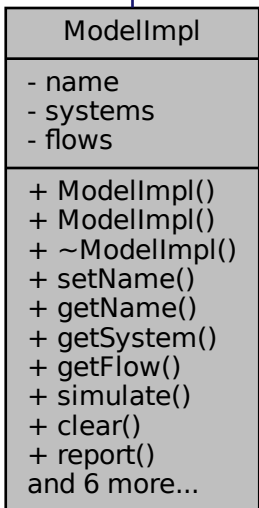 ModelImpl
- name
- systems
- flows
+ ModelImpl()
+ ModelImpl()
+ ~ModelImpl()
+ setName()
+ getName()
+ getSystem()
+ getFlow()
+ simulate()
+ clear()
+ report()
and 6 more...